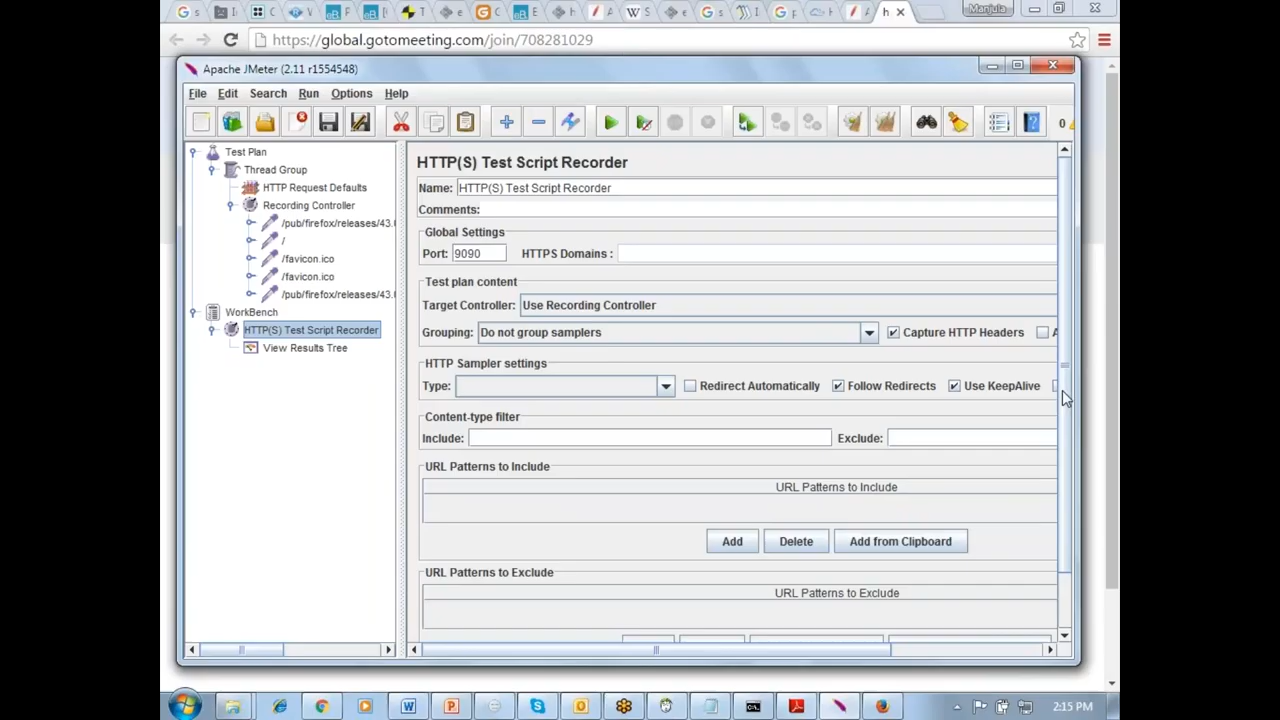 Manjula
https://global.gotomeeting.com/join/708281029
Apache JMeter (2.11 r1554548)
File Edit Search Run Options Help
0
Test Plan
Thread Group
HTTP Request Defaults
Recording Controller
/pub/firefox/releases/43.0
/
/favicon.ico
/favicon.ico
/pub/firefox/releases/43.0
WorkBench
HTTP(S) Test Script Recorder
View Results Tree
HTTP(S) Test Script Recorder
Name: HTTP(S) Test Script Recorder
Comments:
Global Settings
Port: 9090 HTTPS Domains :
Test plan content
Target Controller: Use Recording Controller
Grouping: Do not group samplers Capture HTTP Headers
HTTP Sampler settings
Type: Redirect Automatically Follow Redirects Use KeepAlive
Content-type filter
Include: Exclude:
URL Patterns to Include
URL Patterns to Include
Add Delete Add from Clipboard
URL Patterns to Exclude
URL Patterns to Exclude
2:15 PM